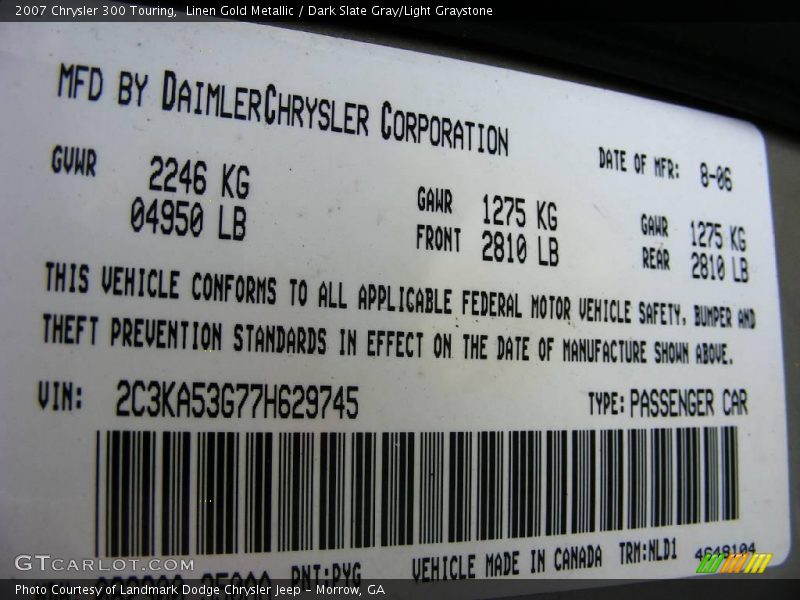 2007 Chrysler 300 Touring,  Linen Gold Metallic / Dark Slate Gray/Light Graystone
MFD BY DAIMLERCHRYSLER CORPORATION
DATE OF MFR: 8-06
GVWR 2246 KG
04950 LB
GAWR FRONT 1275 KG
2810 LB
GAWR REAR 1275 KG
2810 LB
THIS VEHICLE CONFORMS TO ALL APPLICABLE FEDERAL MOTOR VEHICLE SAFETY, BUMPER AND
THEFT PREVENTION STANDARDS IN EFFECT ON THE DATE OF MANUFACTURE SHOWN ABOVE.
VIN: 2C3KA53G77H629745 TYPE: PASSENGER CAR
PNT:PYG VEHICLE MADE IN CANADA TRM:NLD1 4648104
GTCARLOT.COM
Photo Courtesy of Landmark Dodge Chrysler Jeep - Morrow, GA